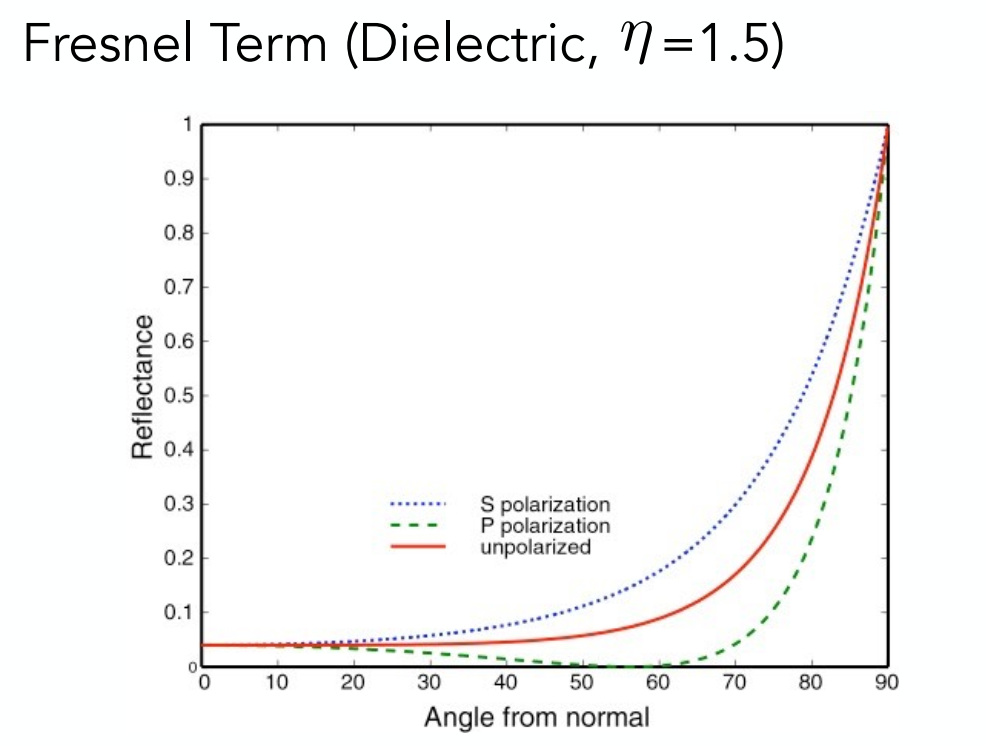 Fresnel Term (Dielectric, η=1.5)
1
0.9
0.8
0.7
0.6
0.5
0.4
0.3
0.2
0.1
0
Reflectance
S polarization
P polarization
unpolarized
0 10 20 30 40 50 60 70 80 90
Angle from normal